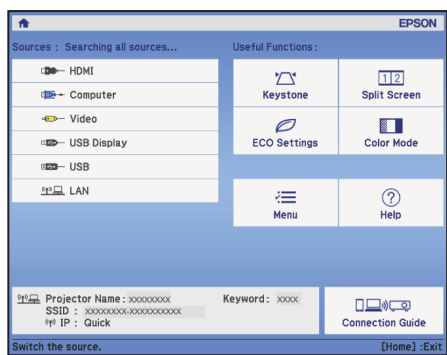 EPSON
Sources : Searching all sources...
Useful Functions :
HDMI
Computer
Video
USB Display
USB
LAN
Keystone
1 2
Split Screen
ECO Settings
Color Mode
Menu
?
Help
Projector Name : xxxxxxxx
Keyword : xxxx
SSID : xxxxxxxx-xxxxxxxxxx
IP : Quick
Connection Guide
Switch the source.
[Home] :Exit